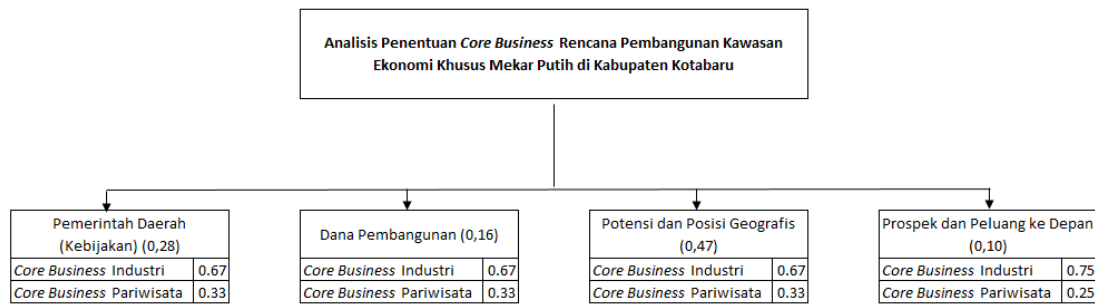 Analisis Penentuan Core Business Rencana Pembangunan Kawasan
Ekonomi Khusus Mekar Putih di Kabupaten Kotabaru
Pemerintah Daerah
(Kebijakan) (0,28)
Core Business Industri 0.67
Core Business Pariwisata 0.33
Dana Pembangunan (0,16)
Core Business Industri 0.67
Core Business Pariwisata 0.33
Potensi dan Posisi Geografis
(0,47)
Core Business Industri 0.67
Core Business Pariwisata 0.33
Prospek dan Peluang ke Depan
(0,10)
Core Business Industri 0.75
Core Business Pariwisata 0.25